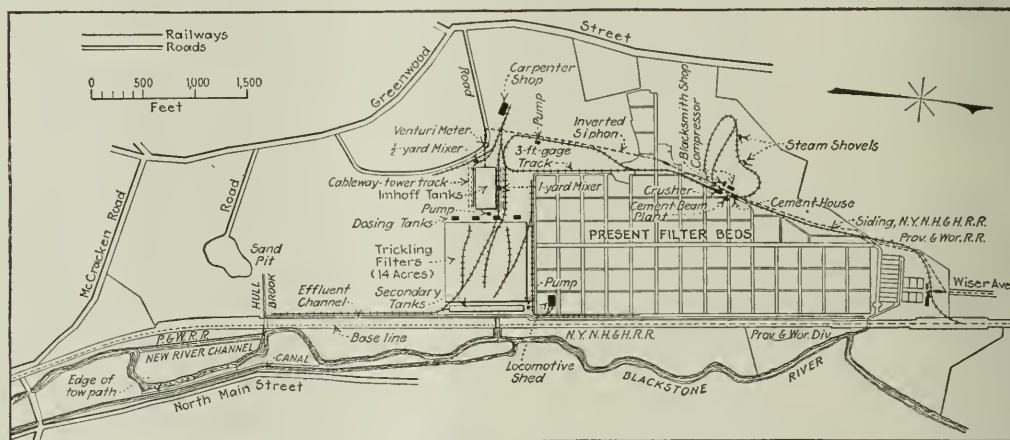 Railways
Roads
0 500 1,000 1,500
Feet
Greenwood
Street
Road
Carpenter
Shop
Pump
Venturi Meter
½-yard Mixer
Inverted
Siphon
3-ft.-gage
Track
Blacksmith Shop
Compressor
Steam Shovels
Cableway-tower track
Imhoff Tanks
1-yard Mixer
Crusher
Cement Beam
Plant
Cement House
Pump
Dosing Tanks
PRESENT FILTER BEDS
Siding, N.Y.N.H.& H.R.R.
Prov. & Wor. R.R.
McCracken Road
Road
Sand
Pit
Trickling
Filters
(14 Acres)
Secondary
Tanks
Pump
Wiser Ave
HULL
BROOK
Effluent
Channel
Base line
P.& W.R.R.
NEW RIVER CHANNEL
N.Y.N.H.& H.R.R.
Prov. & Wor. Div.
CANAL
Edge of
tow path
North Main Street
Locomotive
Shed
BLACKSTONE
RIVER